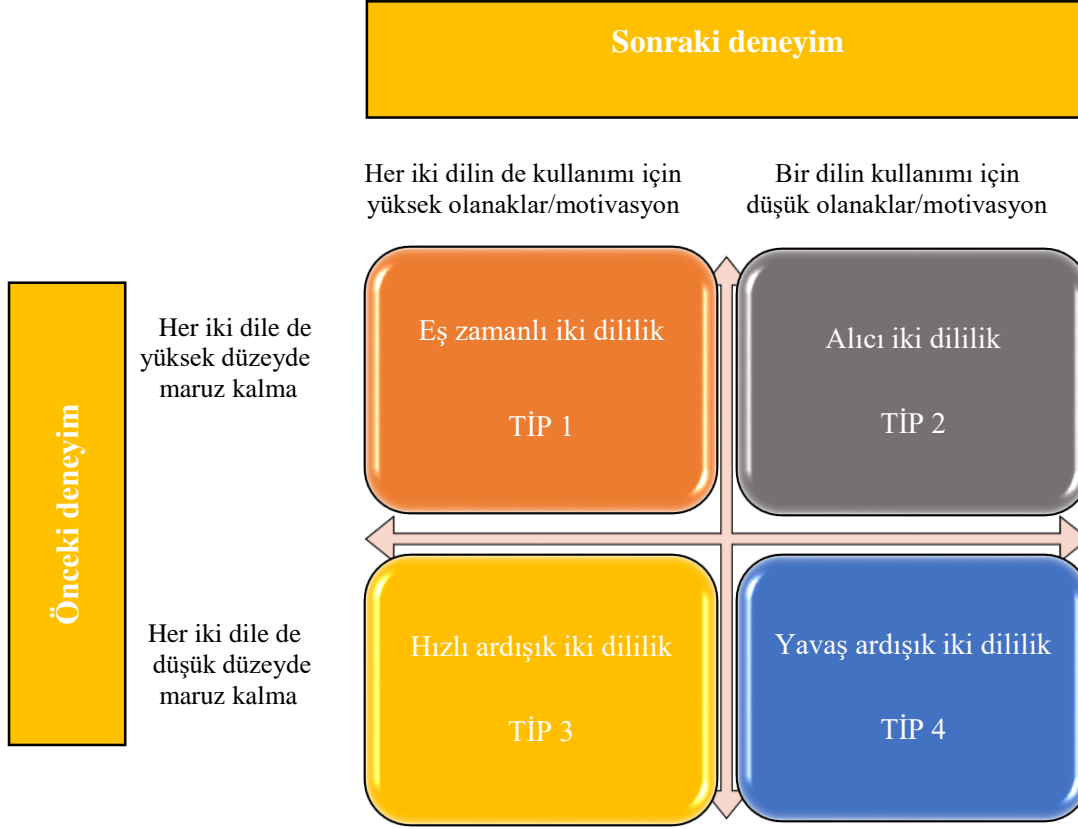 Sonraki deneyim
Her iki dilin de kullanımı için
yüksek olanaklar/motivasyon
Bir dilin kullanımı için
düşük olanaklar/motivasyon
Önceki deneyim
Her iki dile de
yüksek düzeyde
maruz kalma
Eş zamanlı iki dililik
TİP 1
Alıcı iki dililik
TİP 2
Her iki dile de
düşük düzeyde
maruz kalma
Hızlı ardışık iki dililik
TİP 3
Yavaş ardışık iki dililik
TİP 4